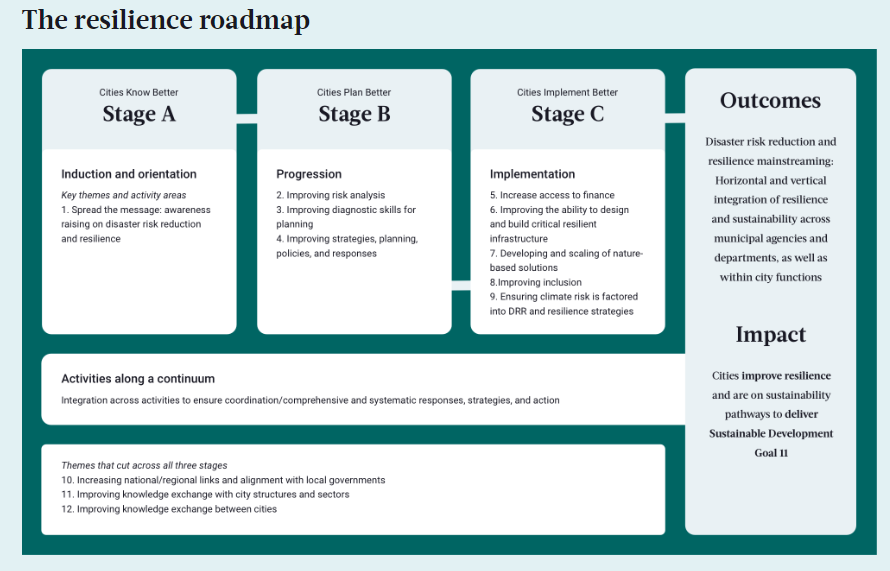 The resilience roadmap
Cities Know Better
Stage A
Induction and orientation
Key themes and activity areas
1. Spread the message: awareness
raising on disaster risk reduction
and resilience
Cities Plan Better
Stage B
Progression
2. Improving risk analysis
3. Improving diagnostic skills for
planning
4. Improving strategies, planning,
policies, and responses
Cities Implement Better
Stage C
Implementation
5. Increase access to finance
6. Improving the ability to design
and build critical resilient
infrastructure
7. Developing and scaling of nature-
based solutions
8.Improving inclusion
9. Ensuring climate risk is factored
into DRR and resilience strategies
Activities along a continuum
Integration across activities to ensure coordination/comprehensive and systematic responses, strategies, and action
Themes that cut across all three stages
10. Increasing national/regional links and alignment with local governments
11. Improving knowledge exchange with city structures and sectors
12. Improving knowledge exchange between cities
Outcomes
Disaster risk reduction and
resilience mainstreaming:
Horizontal and vertical
integration of resilience
and sustainability across
municipal agencies and
departments, as well as
within city functions
Impact
Cities improve resilience
and are on sustainability
pathways to deliver
Sustainable Development
Goal 11